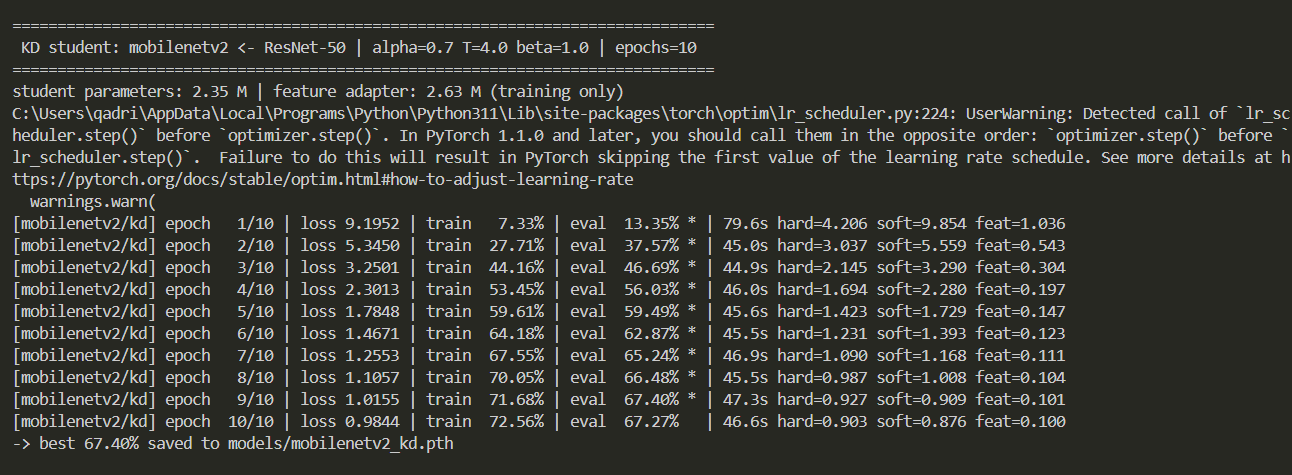 ==============================================================================
KD student: mobilenetv2 <- ResNet-50 | alpha=0.7 T=4.0 beta=1.0 | epochs=10
==============================================================================
student parameters: 2.35 M | feature adapter: 2.63 M (training only)
C:\Users\qadri\AppData\Local\Programs\Python\Python311\Lib\site-packages\torch\optim\lr_scheduler.py:224: UserWarning: Detected call of `lr_sc
heduler.step()` before `optimizer.step()`. In PyTorch 1.1.0 and later, you should call them in the opposite order: `optimizer.step()` before `
lr_scheduler.step()`.  Failure to do this will result in PyTorch skipping the first value of the learning rate schedule. See more details at h
ttps://pytorch.org/docs/stable/optim.html#how-to-adjust-learning-rate
  warnings.warn(
[mobilenetv2/kd] epoch   1/10 | loss 9.1952 | train   7.33% | eval  13.35% * | 79.6s hard=4.206 soft=9.854 feat=1.036
[mobilenetv2/kd] epoch   2/10 | loss 5.3450 | train  27.71% | eval  37.57% * | 45.0s hard=3.037 soft=5.559 feat=0.543
[mobilenetv2/kd] epoch   3/10 | loss 3.2501 | train  44.16% | eval  46.69% * | 44.9s hard=2.145 soft=3.290 feat=0.304
[mobilenetv2/kd] epoch   4/10 | loss 2.3013 | train  53.45% | eval  56.03% * | 46.0s hard=1.694 soft=2.280 feat=0.197
[mobilenetv2/kd] epoch   5/10 | loss 1.7848 | train  59.61% | eval  59.49% * | 45.6s hard=1.423 soft=1.729 feat=0.147
[mobilenetv2/kd] epoch   6/10 | loss 1.4671 | train  64.18% | eval  62.87% * | 45.5s hard=1.231 soft=1.393 feat=0.123
[mobilenetv2/kd] epoch   7/10 | loss 1.2553 | train  67.55% | eval  65.24% * | 46.9s hard=1.090 soft=1.168 feat=0.111
[mobilenetv2/kd] epoch   8/10 | loss 1.1057 | train  70.05% | eval  66.48% * | 45.5s hard=0.987 soft=1.008 feat=0.104
[mobilenetv2/kd] epoch   9/10 | loss 1.0155 | train  71.68% | eval  67.40% * | 47.3s hard=0.927 soft=0.909 feat=0.101
[mobilenetv2/kd] epoch  10/10 | loss 0.9844 | train  72.56% | eval  67.27%   | 46.6s hard=0.903 soft=0.876 feat=0.100
-> best 67.40% saved to models/mobilenetv2_kd.pth